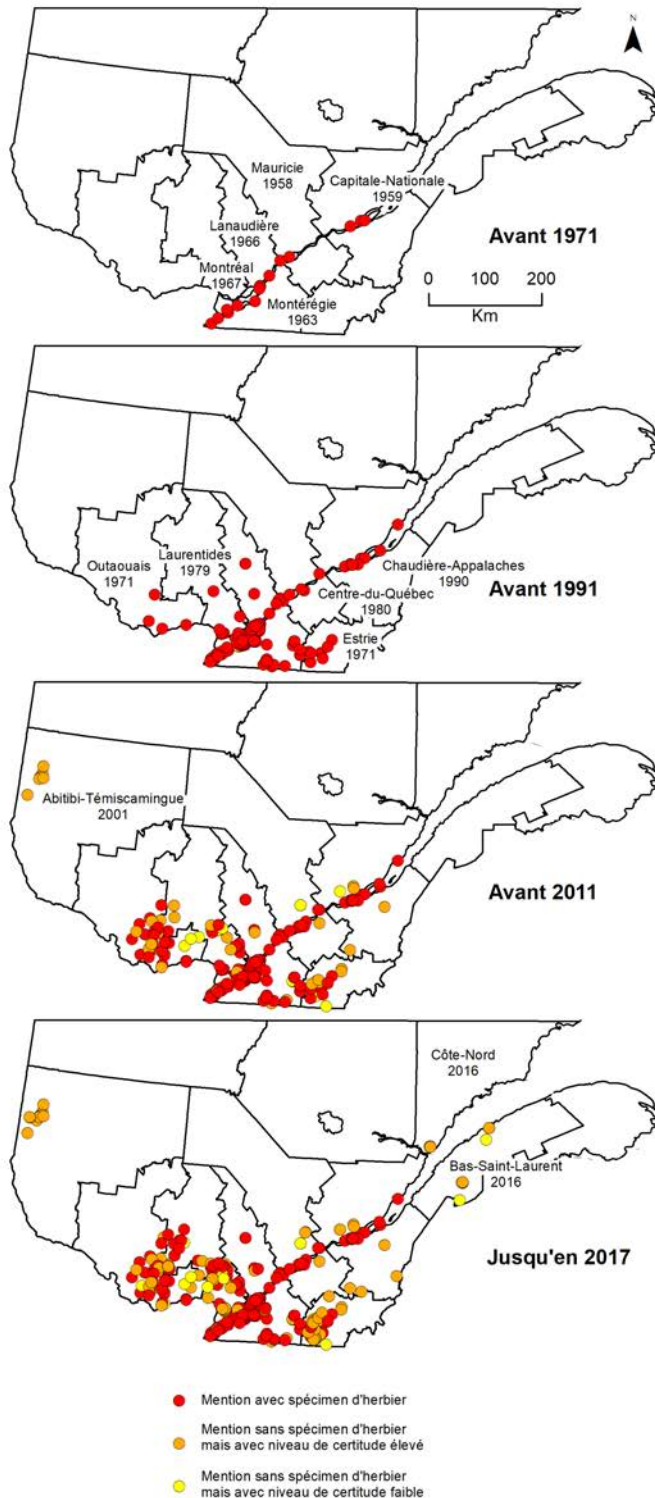 N
Mauricie
1958
Capitale-Nationale
1959
Lanaudière
1966
Avant 1971
Montréal
1967
Montérégie
1963
0 100 200
Km
Outaouais
1971
Laurentides
1979
Chaudière-Appalaches
1990
Centre-du-Québec
1980
Avant 1991
Estrie
1971
Abitibi-Témiscamingue
2001
Avant 2011
Côte-Nord
2016
Bas-Saint-Laurent
2016
Jusqu'en 2017
Mention avec spécimen d'herbier
Mention sans spécimen d'herbier
mais avec niveau de certitude élevé
Mention sans spécimen d'herbier
mais avec niveau de certitude faible